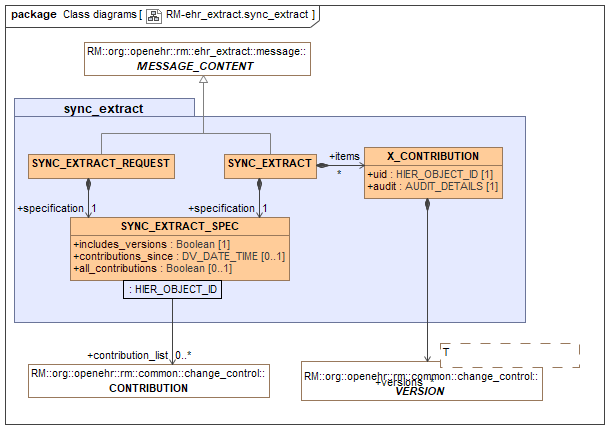 package Class diagrams [ RM-ehr_extract.sync_extract ]
RM::org::openehr::rm::ehr_extract::message::
MESSAGE_CONTENT
sync_extract
SYNC_EXTRACT_REQUEST
SYNC_EXTRACT
+items
*
X_CONTRIBUTION
+uid : HIER_OBJECT_ID [1]
+audit : AUDIT_DETAILS [1]
+specification 1
+specification 1
SYNC_EXTRACT_SPEC
+includes_versions : Boolean [1]
+contributions_since : DV_DATE_TIME [0..1]
+all_contributions : Boolean [0..1]
: HIER_OBJECT_ID
+contribution_list 0..*
T
RM::org::openehr::rm::common::change_control::
CONTRIBUTION
RM::org::openehr::rm::common::change_control::
+versions *
VERSION